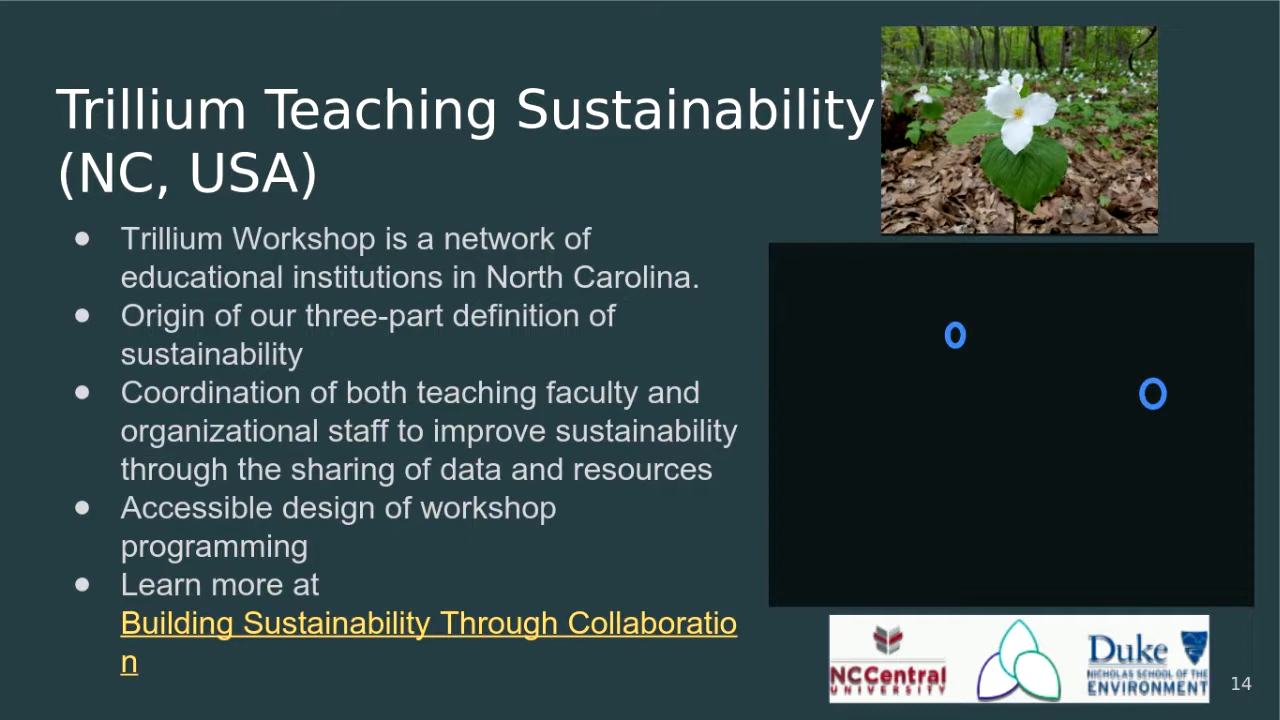 Trillium Teaching Sustainability
(NC, USA)
● Trillium Workshop is a network of
educational institutions in North Carolina.
● Origin of our three-part definition of
sustainability
● Coordination of both teaching faculty and
organizational staff to improve sustainability
through the sharing of data and resources
● Accessible design of workshop
programming
● Learn more at
Building Sustainability Through Collaboratio
n
NCCentral
UNIVERSITY
Duke
NICHOLAS SCHOOL OF THE
ENVIRONMENT
14